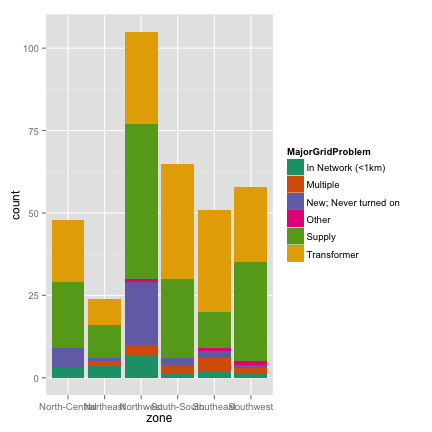 100
75
50
25
0
count
North-Central Northeast Northwest South-South Southeast Southwest
zone
MajorGridProblem
In Network (<1km)
Multiple
New; Never turned on
Other
Supply
Transformer